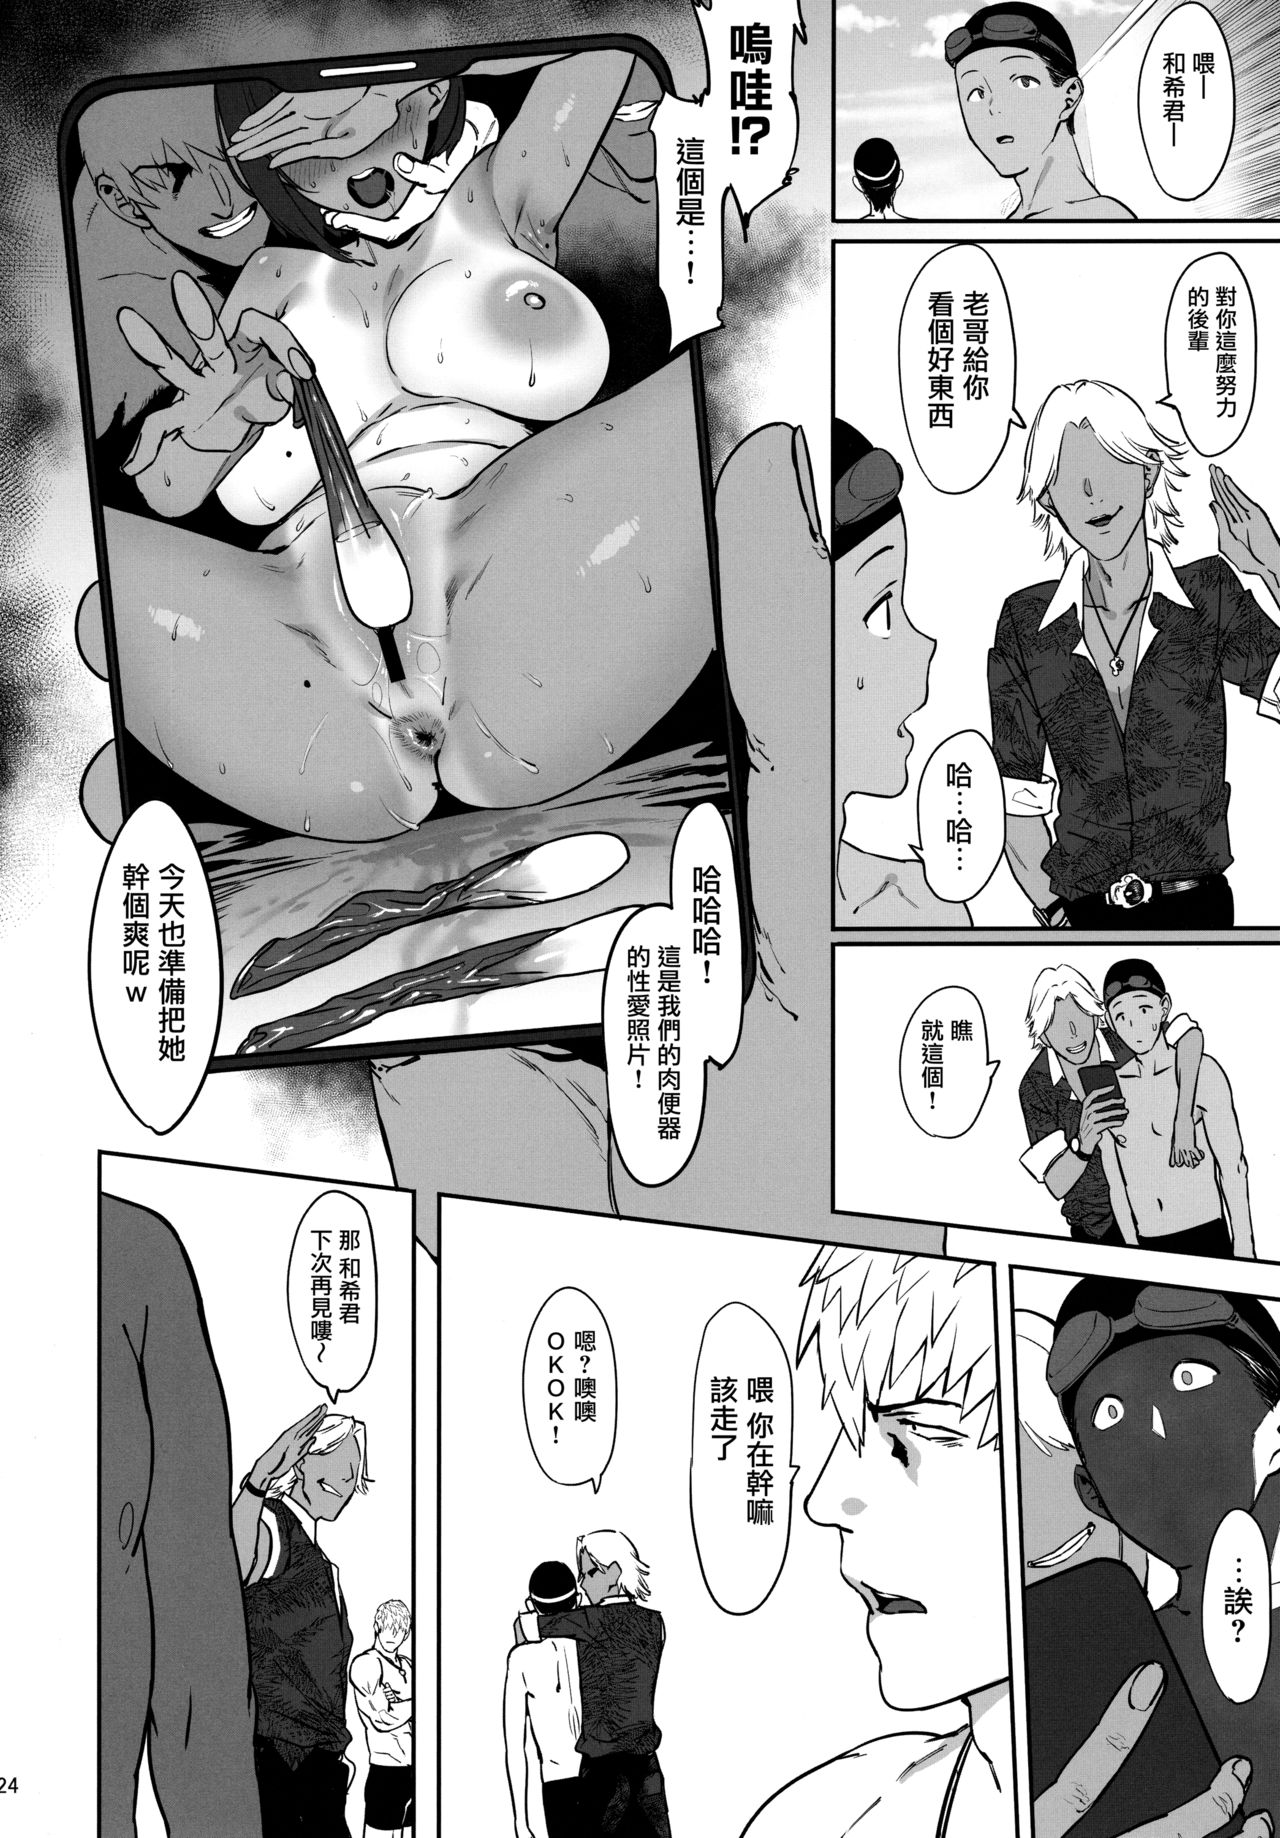 喂—
和希君—
對你這麼努力
的後輩
老哥給你
看個好東西
哈…哈…
瞧
就這個！
嗚哇!?
這個是…！
哈哈哈！
這是我們的肉便器
的性愛照片！
今天也準備把她
幹個爽呢ｗ
…誒？
喂 你在幹嘛
該走了
嗯？噢噢
OKOK！
那 和希君
下次再見嘍～
24